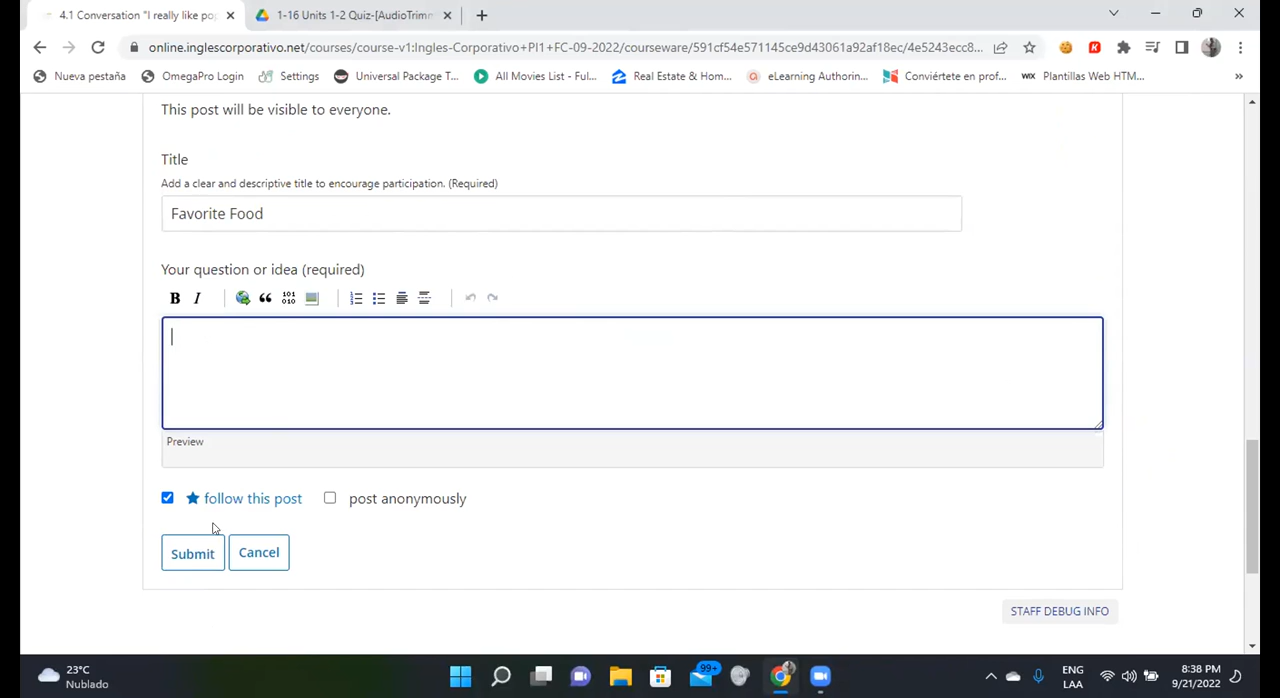 4.1 Conversation "I really like po
1-16 Units 1-2 Quiz-[AudioTrimm
online.inglescorporativo.net/courses/course-v1:Ingles-Corporativo+PI1+FC-09-2022/courseware/591cf54e571145ce9d43061a92af18ec/4e5243ecc8...
Nueva pestaña
OmegaPro Login
Settings
Universal Package T...
All Movies List - Ful...
Real Estate & Hom...
eLearning Authorin...
Conviértete en prof...
WIX Plantillas Web HTM...
»
This post will be visible to everyone.
Title
Add a clear and descriptive title to encourage participation. (Required)
Favorite Food
Your question or idea (required)
B I
Preview
follow this post post anonymously
Submit Cancel
STAFF DEBUG INFO
23°C
Nublado
99+
ENG
LAA
8:38 PM
9/21/2022